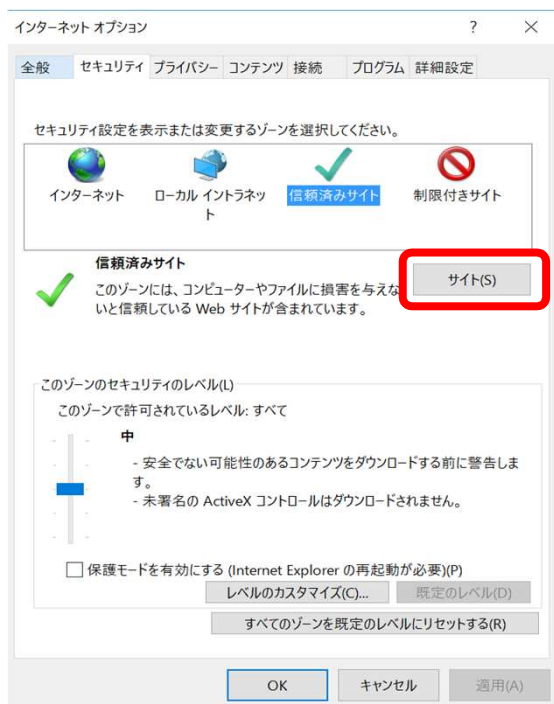 インターネット オプション ? ×
全般 セキュリティ プライバシー コンテンツ 接続 プログラム 詳細設定
セキュリティ設定を表示または変更するゾーンを選択してください。
インターネット ローカル イントラネッ 信頼済みサイト 制限付きサイト
ト
信頼済みサイト
サイト(S)
このゾーンには、コンピューターやファイルに損害を与えな
いと信頼している Web サイトが含まれています。
このゾーンのセキュリティのレベル(L)
このゾーンで許可されているレベル: すべて
中
- 安全でない可能性のあるコンテンツをダウンロードする前に警告しま
す。
- 未署名の ActiveX コントロールはダウンロードされません。
保護モードを有効にする (Internet Explorer の再起動が必要)(P)
レベルのカスタマイズ(C)... 既定のレベル(D)
すべてのゾーンを既定のレベルにリセットする(R)
OK キャンセル 適用(A)